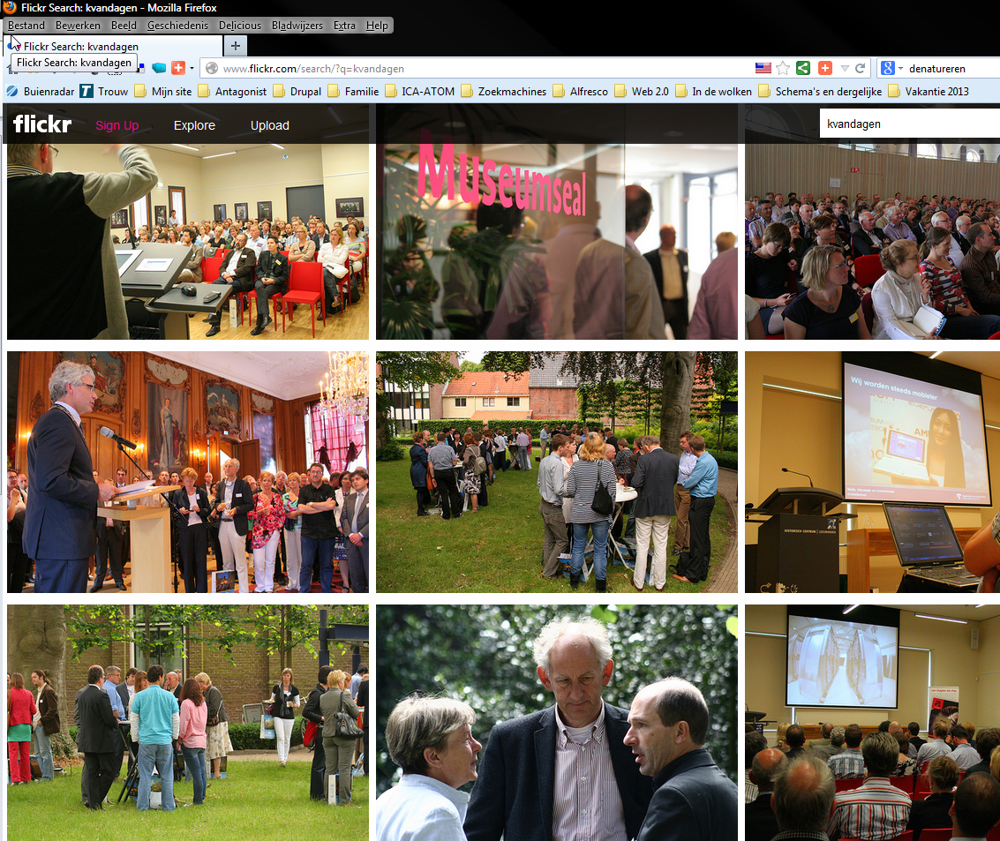 Flickr Search: kvandagen - Mozilla Firefox
Bestand Bewerken Beeld Geschiedenis Delicious Bladwijzers Extra Help
Flickr Search: kvandagen
Flickr Search: kvandagen
www.flickr.com/search/?q=kvandagen
denatureren
Buienradar Trouw Mijn site Antagonist Drupal Familie ICA-ATOM Zoekmachines Alfresco Web 2.0 In de wolken Schema's en dergelijke Vakantie 2013
flickr Sign Up Explore Upload kvandagen
Museumseal
Wij worden steeds mobieler
HISTORISCH CENTRUM LEEUWARDEN